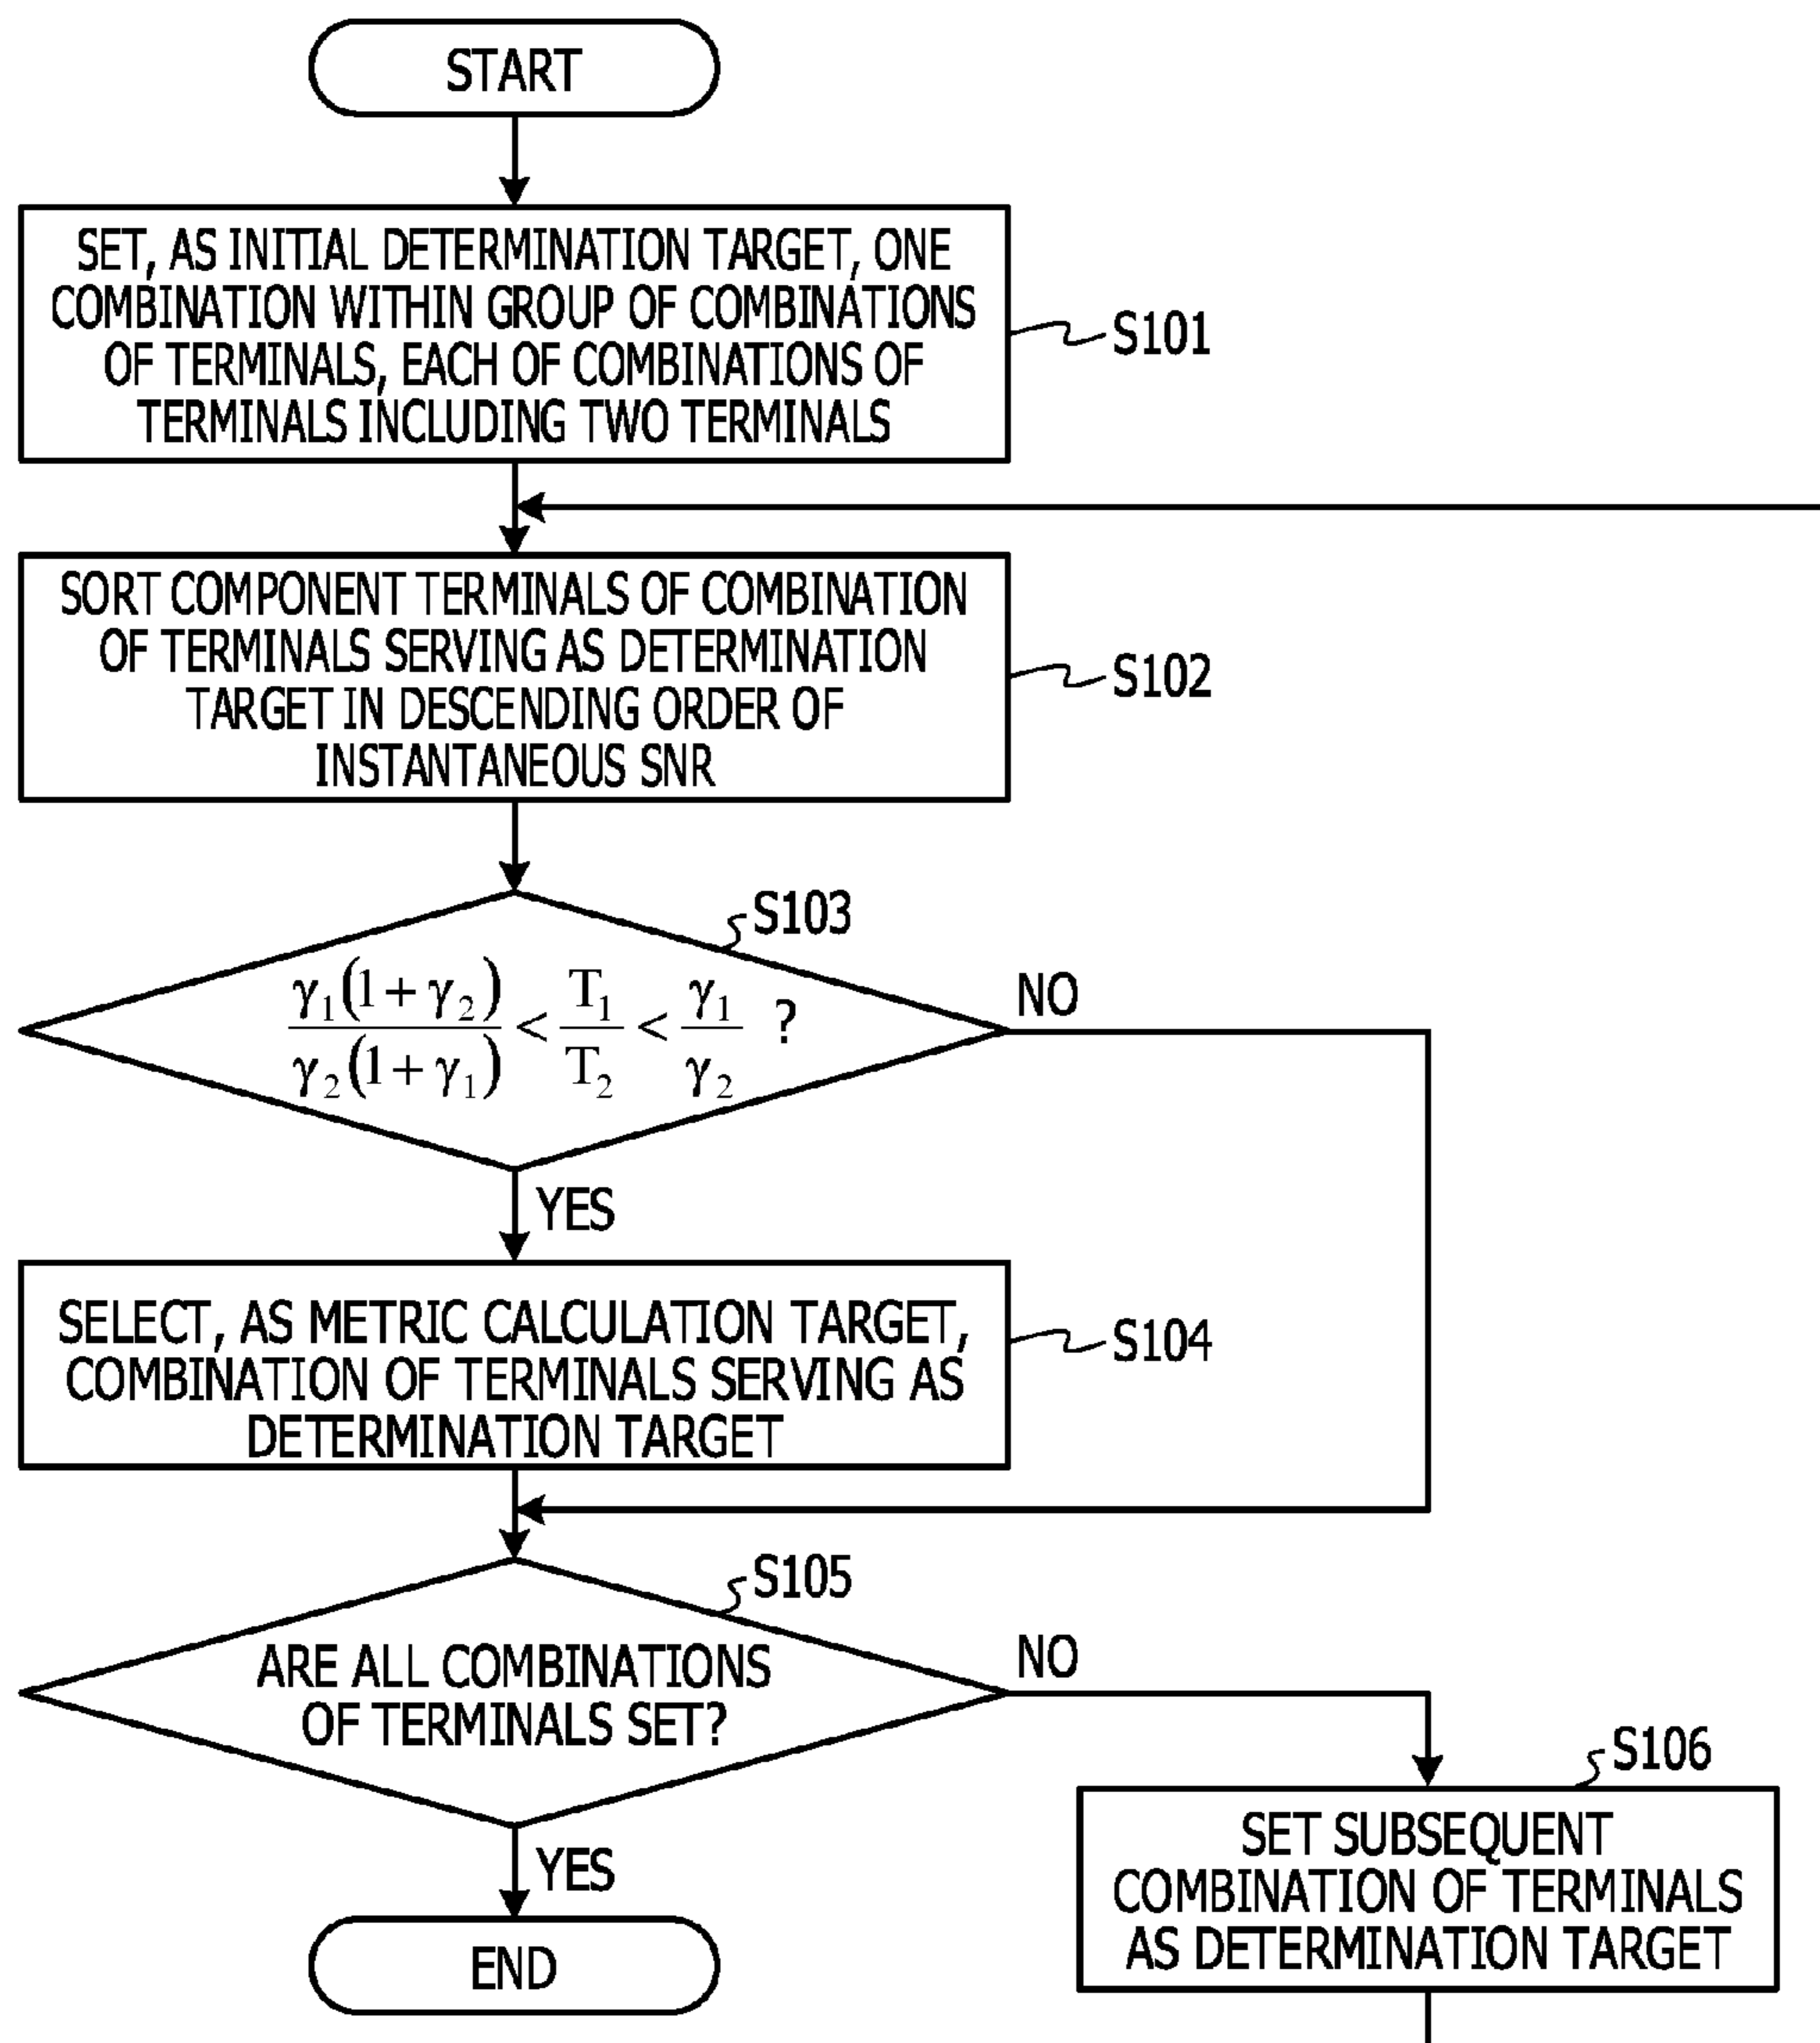 START
SET, AS INITIAL DETERMINATION TARGET, ONE
COMBINATION WITHIN GROUP OF COMBINATIONS
OF TERMINALS, EACH OF COMBINATIONS OF
TERMINALS INCLUDING TWO TERMINALS
S101
SORT COMPONENT TERMINALS OF COMBINATION
OF TERMINALS SERVING AS DETERMINATION
TARGET IN DESCENDING ORDER OF
INSTANTANEOUS SNR
S102
S103
γ₁(1 + γ₂) / γ₂(1 + γ₁) < T₁ / T₂ < γ₁ / γ₂ ?
NO
YES
SELECT, AS METRIC CALCULATION TARGET,
COMBINATION OF TERMINALS SERVING AS
DETERMINATION TARGET
S104
S105
ARE ALL COMBINATIONS
OF TERMINALS SET?
NO
YES
S106
SET SUBSEQUENT
COMBINATION OF TERMINALS
AS DETERMINATION TARGET
END